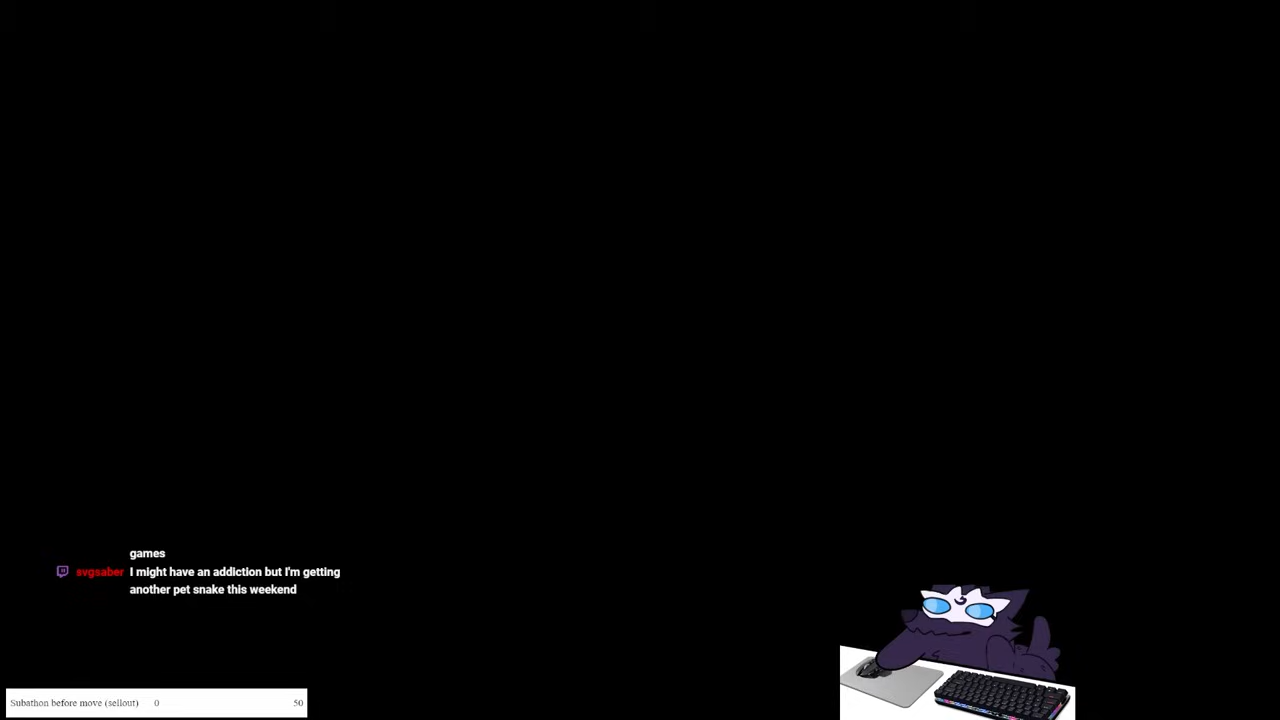 games
svgsaber I might have an addiction but I'm getting
another pet snake this weekend
Subathon before move (sellout) 0 50